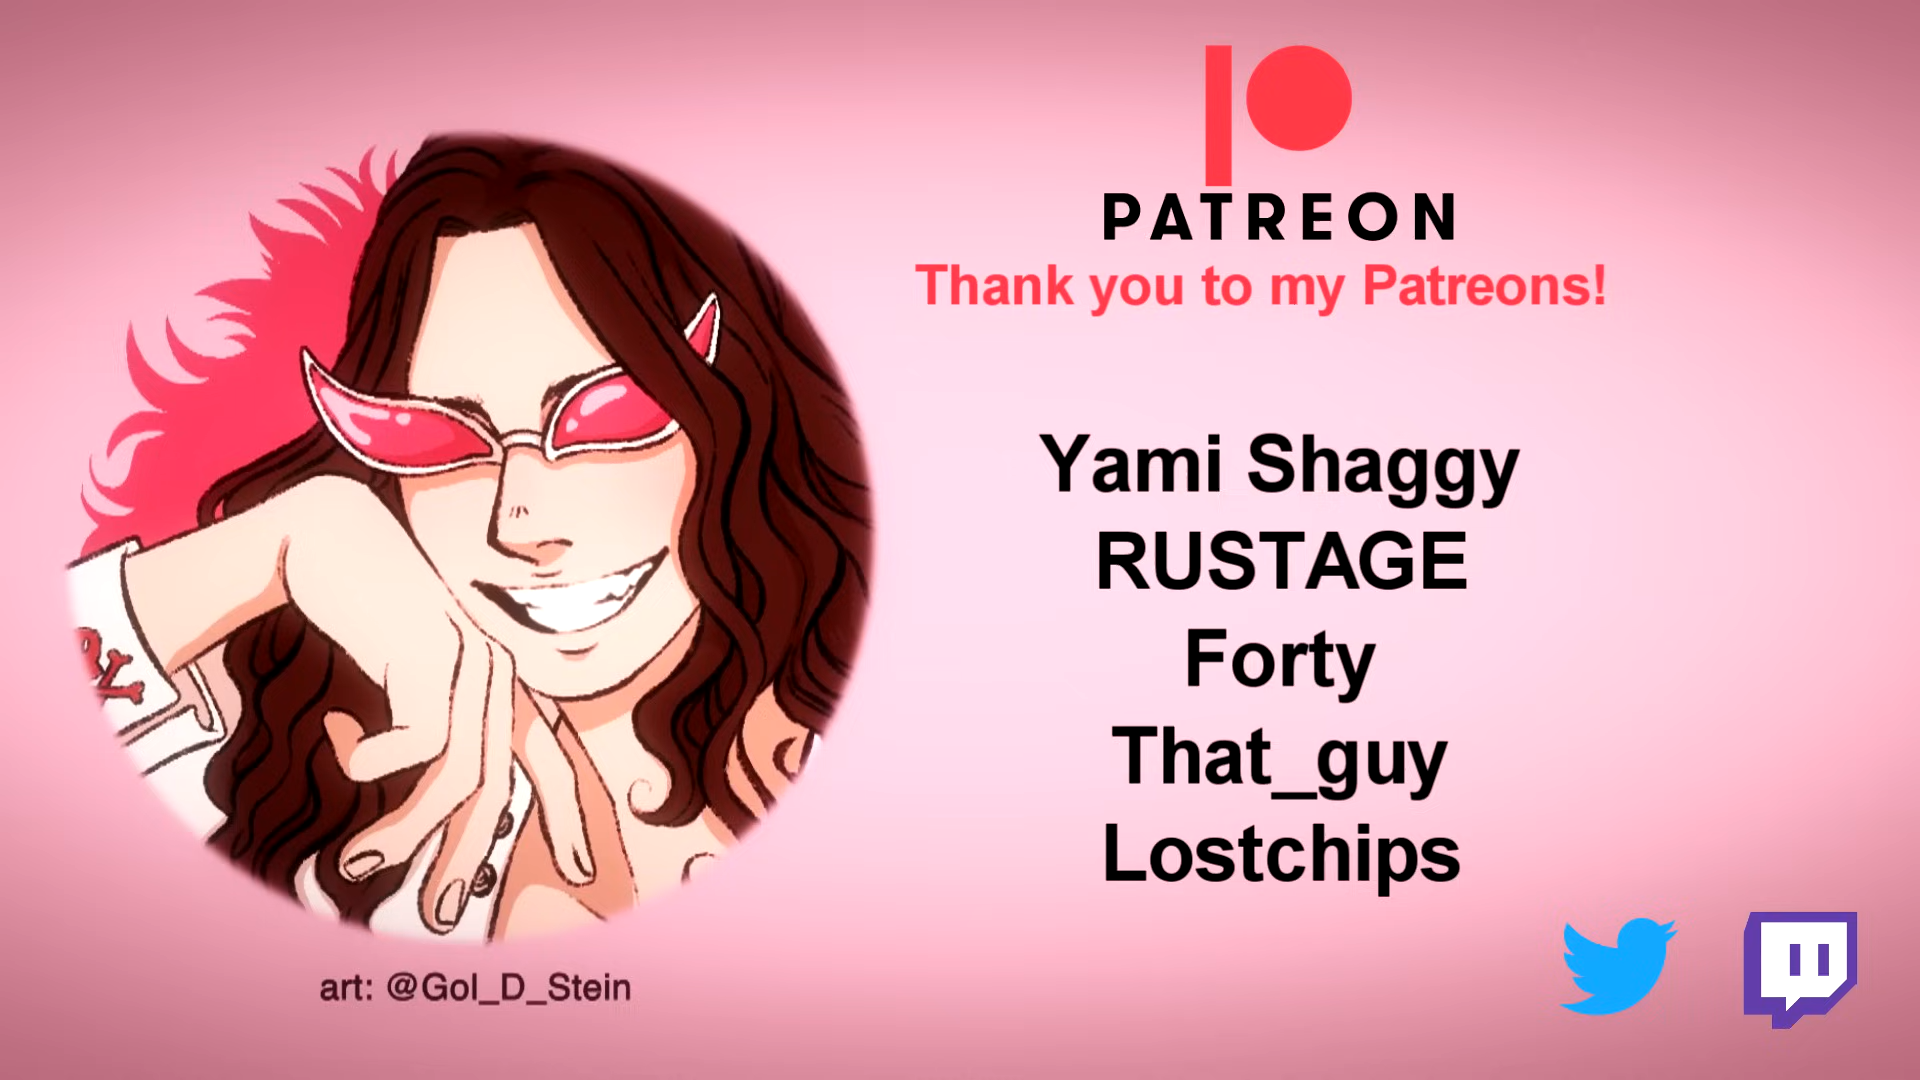 PATREON
Thank you to my Patreons!
Yami Shaggy
RUSTAGE
Forty
That_guy
Lostchips
art: @Gol_D_Stein